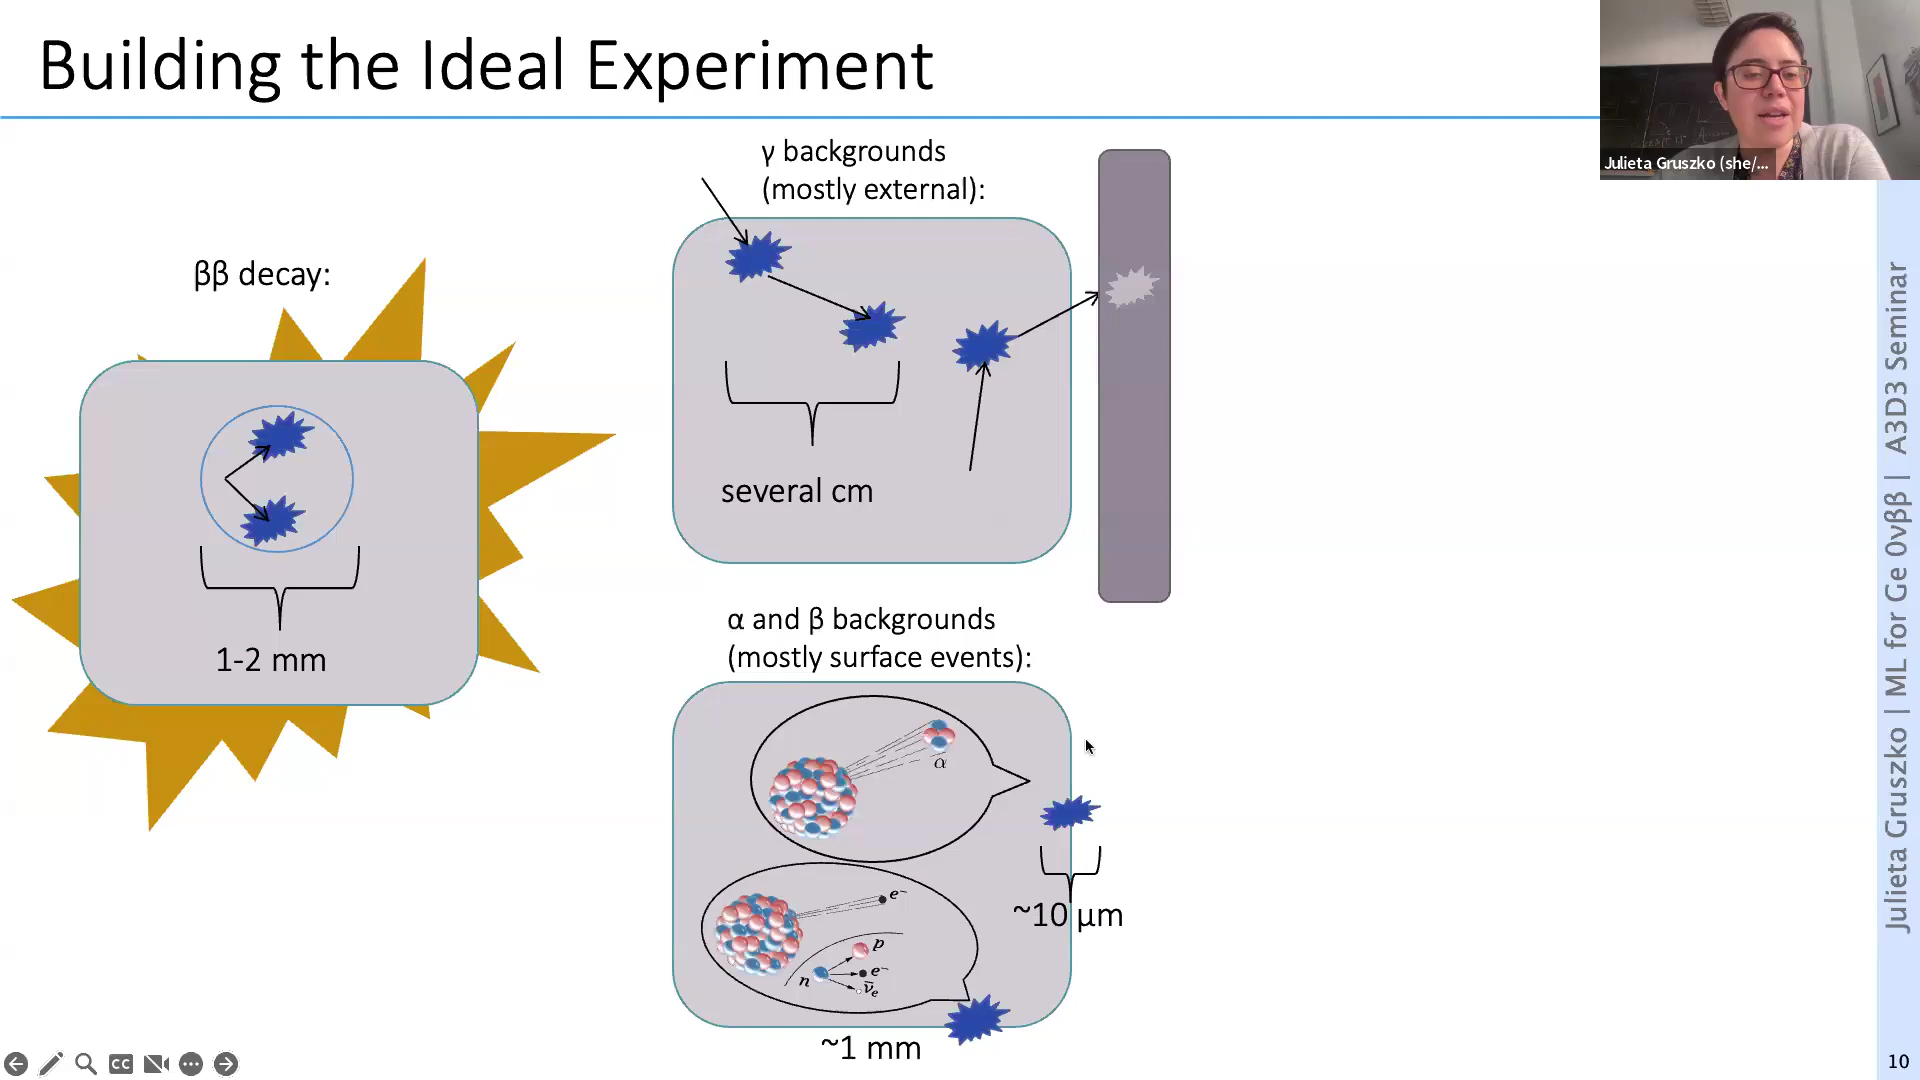 Building the Ideal Experiment
Julieta Gruszko (she/...
ββ decay:
1-2 mm
γ backgrounds
(mostly external):
several cm
α and β backgrounds
(mostly surface events):
α
~10 μm
e⁻
p
n
e⁻
ν̄e
~1 mm
Julieta Gruszko | ML for Ge 0νββ | A3D3 Seminar
10
CC